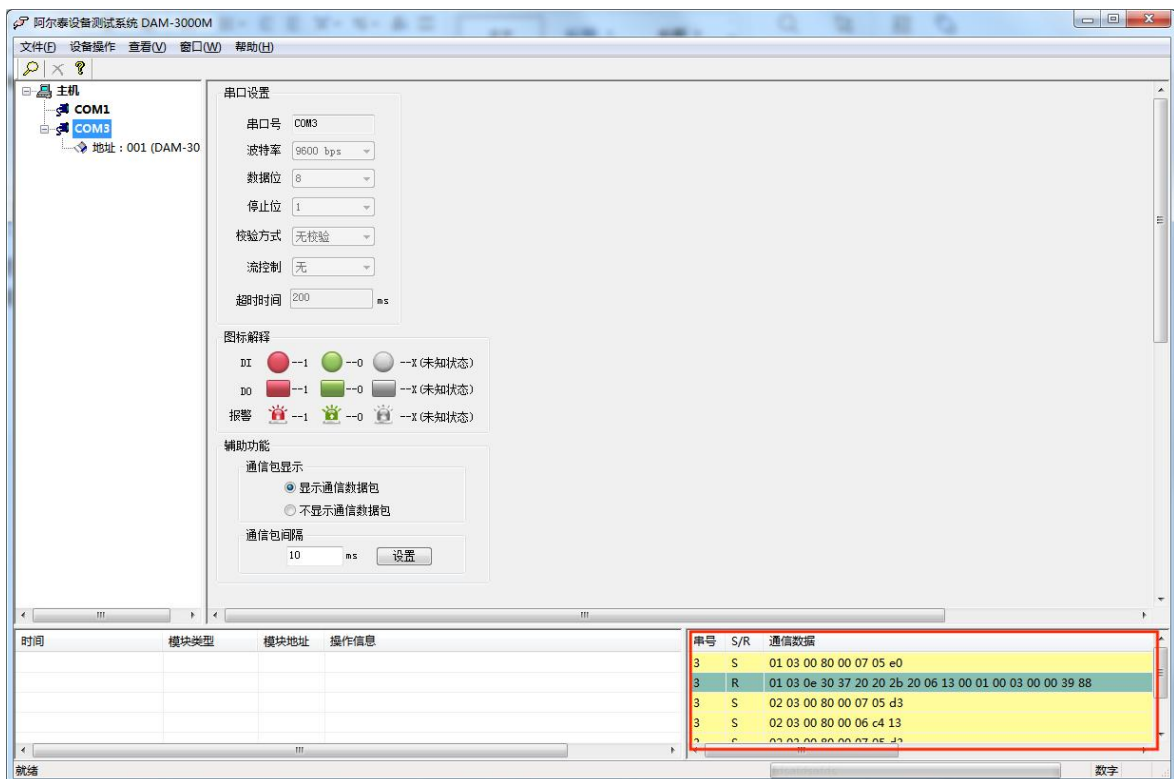 阿尔泰设备测试系统 DAM-3000M
文件(F) 设备操作 查看(V) 窗口(W) 帮助(H)
主机
COM1
COM3
地址：001 (DAM-30
串口设置
串口号 COM3
波特率 9600 bps
数据位 8
停止位 1
校验方式 无校验
流控制 无
超时时间 200 ms
图标解释
DI --1 --0 --X(未知状态)
DO --1 --0 --X(未知状态)
报警 --1 --0 --X(未知状态)
辅助功能
通信包显示
显示通信数据包
不显示通信数据包
通信包间隔
10 ms 设置
时间 模块类型 模块地址 操作信息
串号 S/R 通信数据
3 S 01 03 00 80 00 07 05 e0
3 R 01 03 0e 30 37 20 20 2b 20 06 13 00 01 00 03 00 00 39 88
3 S 02 03 00 80 00 07 05 d3
3 S 02 03 00 80 00 06 c4 13
就绪 数字